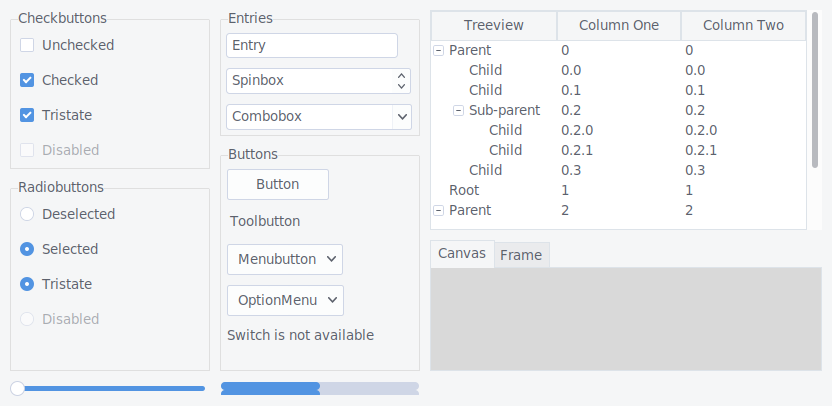 Checkbuttons
Unchecked
Checked
Tristate
Disabled
Radiobuttons
Deselected
Selected
Tristate
Disabled
Entries
Entry
Spinbox
Combobox
Buttons
Button
Toolbutton
Menubutton
OptionMenu
Switch is not available
Treeview Column One Column Two
Parent 0 0
Child 0.0 0.0
Child 0.1 0.1
Sub-parent 0.2 0.2
Child 0.2.0 0.2.0
Child 0.2.1 0.2.1
Child 0.3 0.3
Root 1 1
Parent 2 2
Canvas Frame